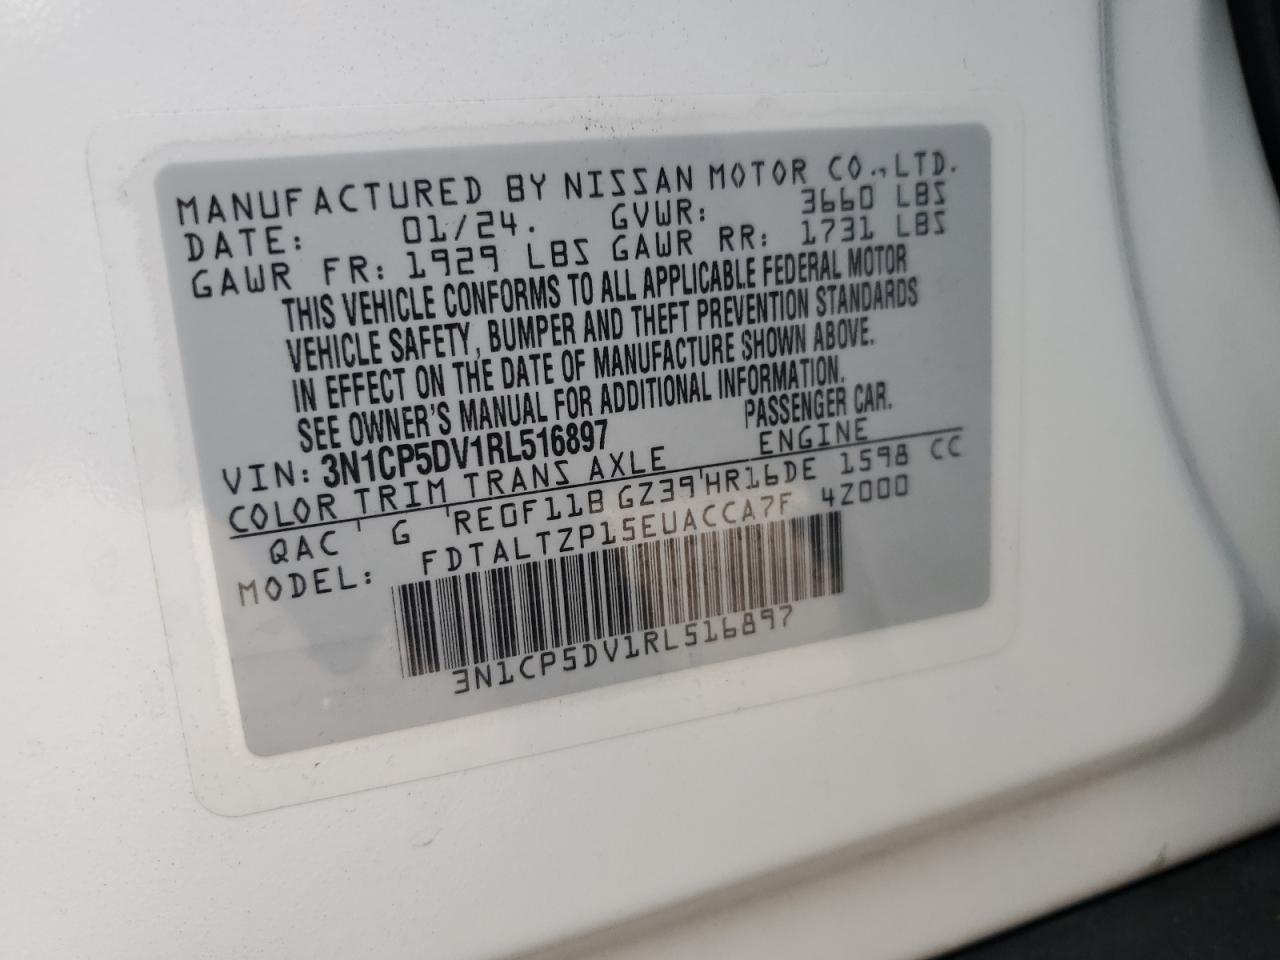 MANUFACTURED BY NISSAN MOTOR CO., LTD.
DATE: 01/24. GVWR: 3660 LBS
GAWR FR: 1929 LBS GAWR RR: 1731 LBS
THIS VEHICLE CONFORMS TO ALL APPLICABLE FEDERAL MOTOR
VEHICLE SAFETY, BUMPER AND THEFT PREVENTION STANDARDS
IN EFFECT ON THE DATE OF MANUFACTURE SHOWN ABOVE.
SEE OWNER'S MANUAL FOR ADDITIONAL INFORMATION.
VIN: 3N1CP5DV1RL516897 PASSENGER CAR.
COLOR TRIM TRANS AXLE ENGINE
QAC G RE0F11B GZ39 HR16DE 1598 CC
MODEL: FDTALTZP15EUACCA7F 4Z000
3N1CP5DV1RL516897